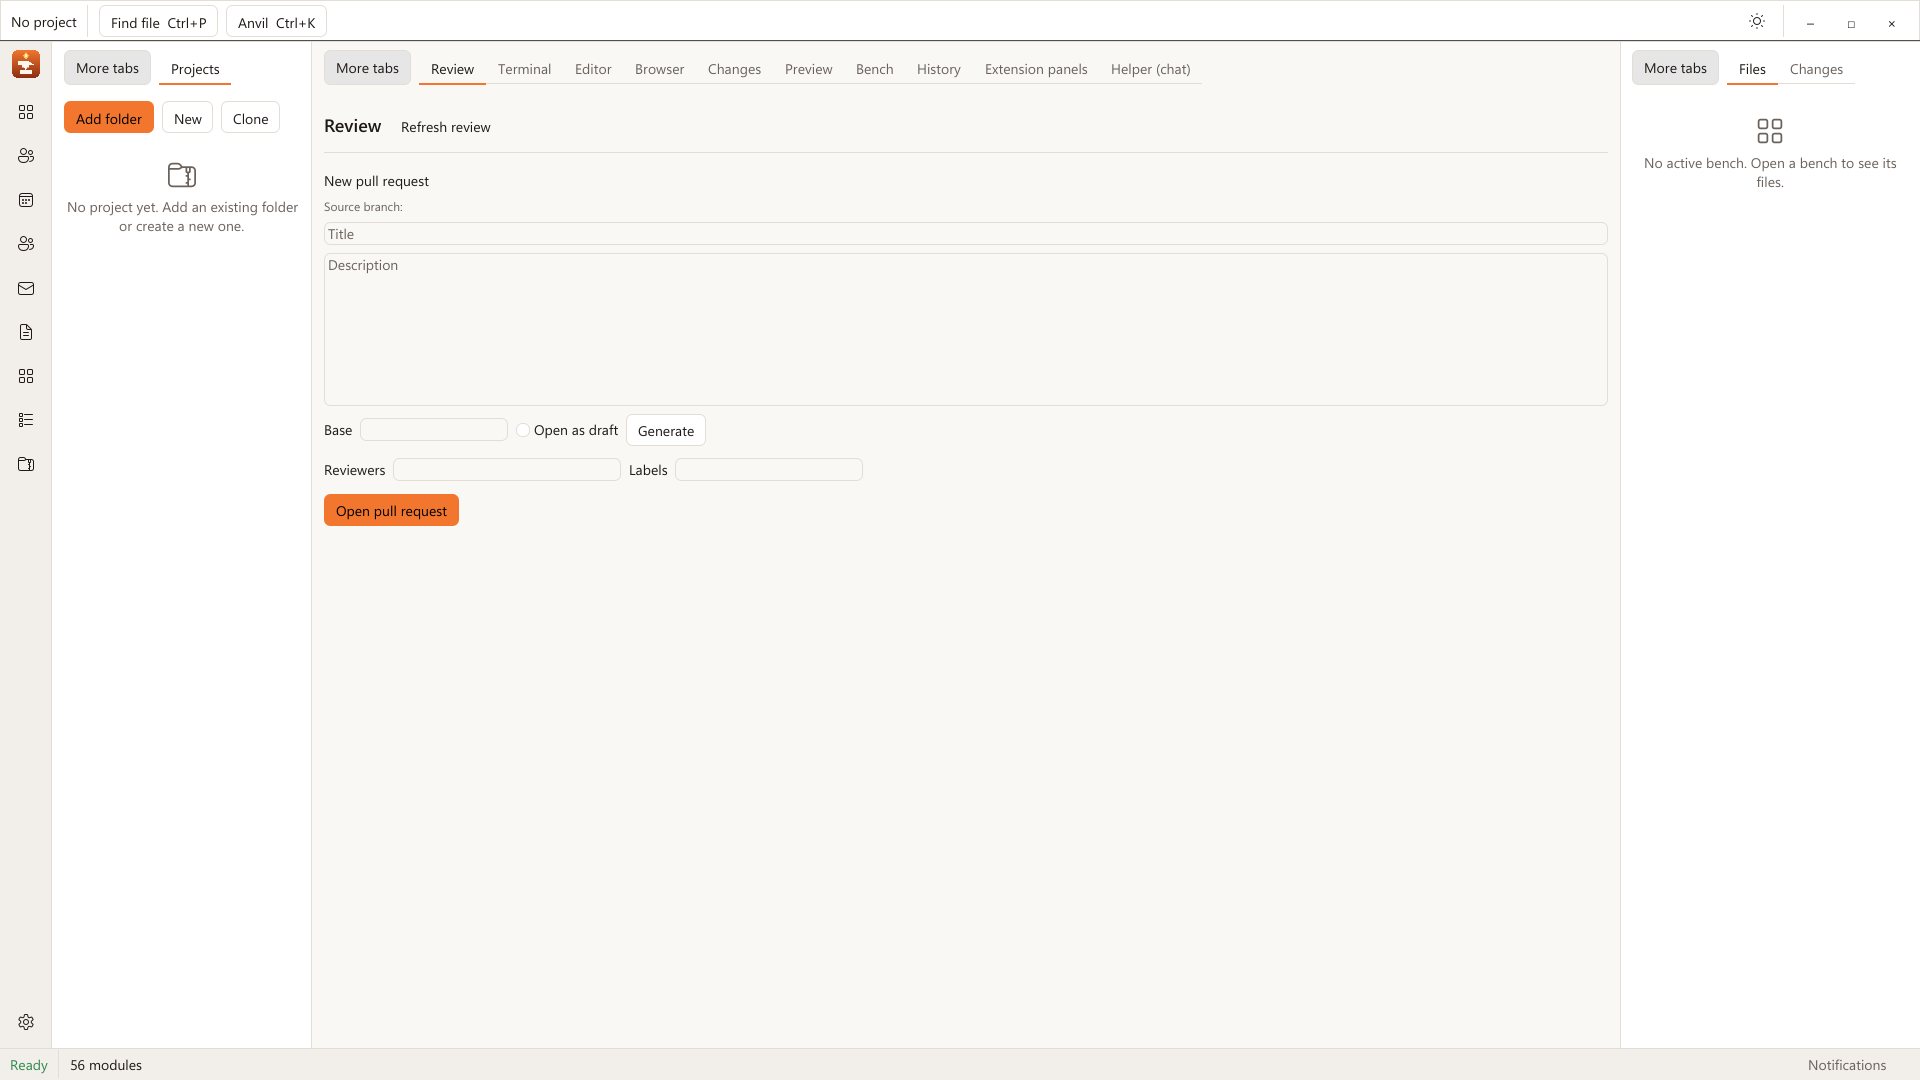 No project
Find file Ctrl+P
Anvil Ctrl+K
More tabs
Projects
Add folder
New
Clone
No project yet. Add an existing folder
or create a new one.
More tabs
Review
Terminal
Editor
Browser
Changes
Preview
Bench
History
Extension panels
Helper (chat)
Review
Refresh review
New pull request
Source branch:
Title
Description
Base
Open as draft
Generate
Reviewers
Labels
Open pull request
More tabs
Files
Changes
No active bench. Open a bench to see its
files.
Ready
56 modules
Notifications